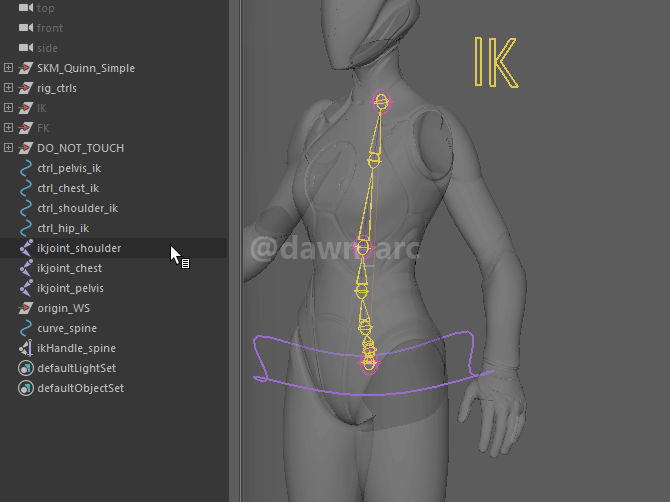 top
front
side
SKM_Quinn_Simple
rig_ctrls
IK
FK
DO_NOT_TOUCH
ctrl_pelvis_ik
ctrl_chest_ik
ctrl_shoulder_ik
ctrl_hip_ik
ikjoint_shoulder
ikjoint_chest
ikjoint_pelvis
origin_WS
curve_spine
ikHandle_spine
defaultLightSet
defaultObjectSet
IK
@dawn_arc